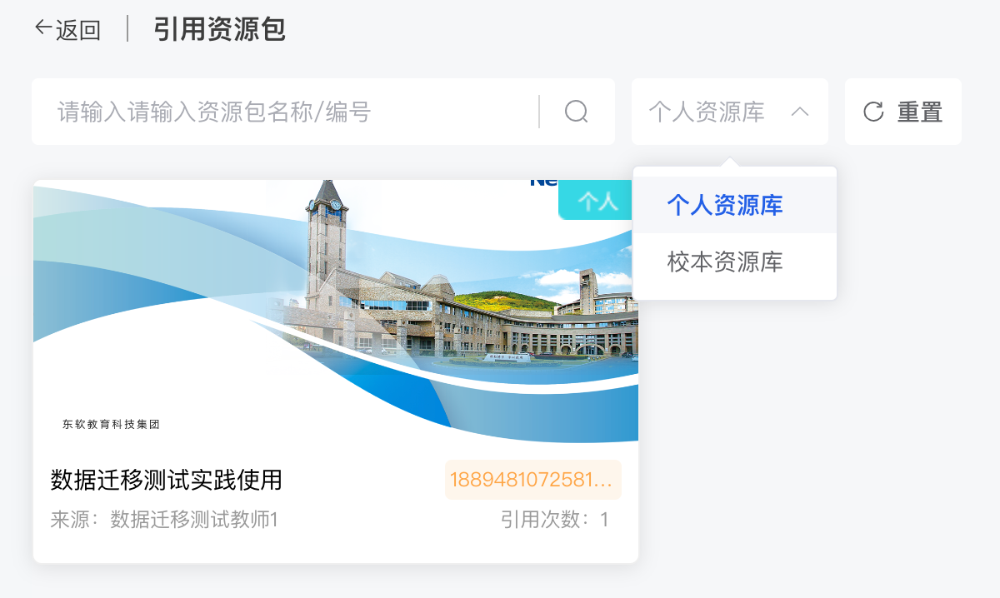 返回
引用资源包
请输入请输入资源包名称/编号
个人资源库
重置
个人资源库
校本资源库
个人
东软教育科技集团
数据迁移测试实践使用
1889481072581...
来源：数据迁移测试教师1
引用次数：1